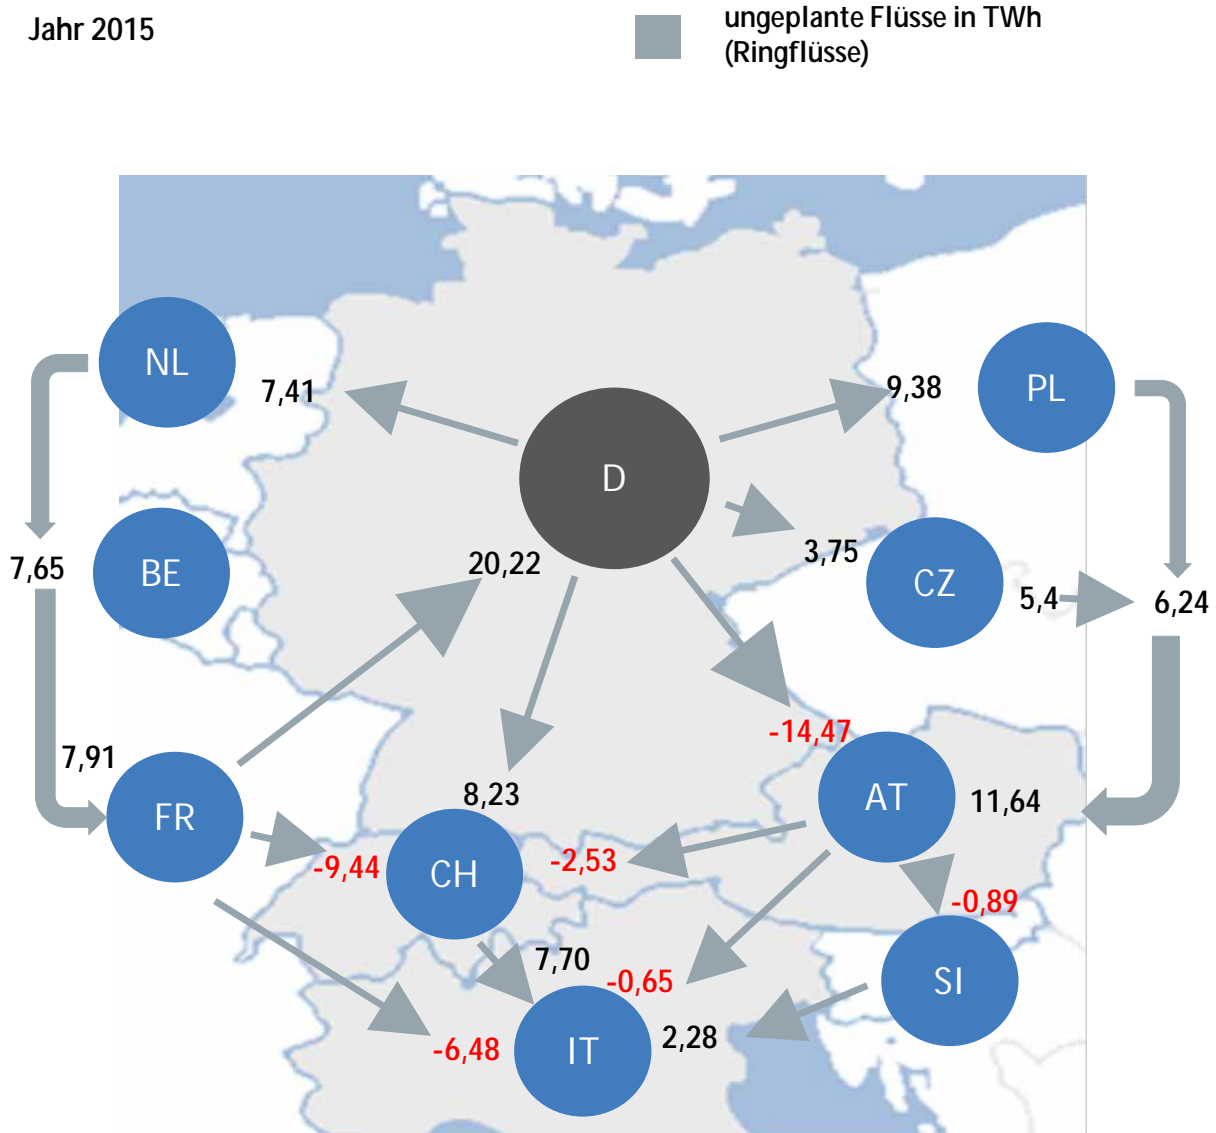 Jahr 2015
ungeplante Flüsse in TWh
(Ringflüsse)
NL
7,41
D
9,38
PL
7,65
BE
20,22
3,75
CZ
5,4
6,24
7,91
FR
8,23
-14,47
AT
11,64
-9,44
CH
-2,53
-0,89
7,70
-0,65
SI
-6,48
IT
2,28